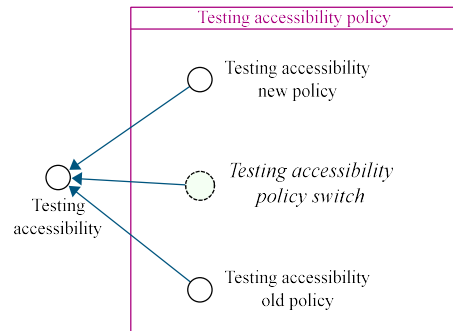 Testing accessibility policy
Testing accessibility
new policy
Testing accessibility
policy switch
Testing
accessibility
Testing accessibility
old policy